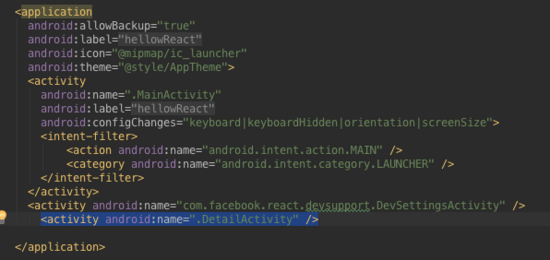 <application
android:allowBackup="true"
android:label="hellowReact"
android:icon="@mipmap/ic_launcher"
android:theme="@style/AppTheme">
<activity
android:name=".MainActivity"
android:label="hellowReact"
android:configChanges="keyboard|keyboardHidden|orientation|screenSize">
<intent-filter>
<action android:name="android.intent.action.MAIN" />
<category android:name="android.intent.category.LAUNCHER" />
</intent-filter>
</activity>
<activity android:name="com.facebook.react.devsupport.DevSettingsActivity" />
<activity android:name=".DetailActivity" />
</application>